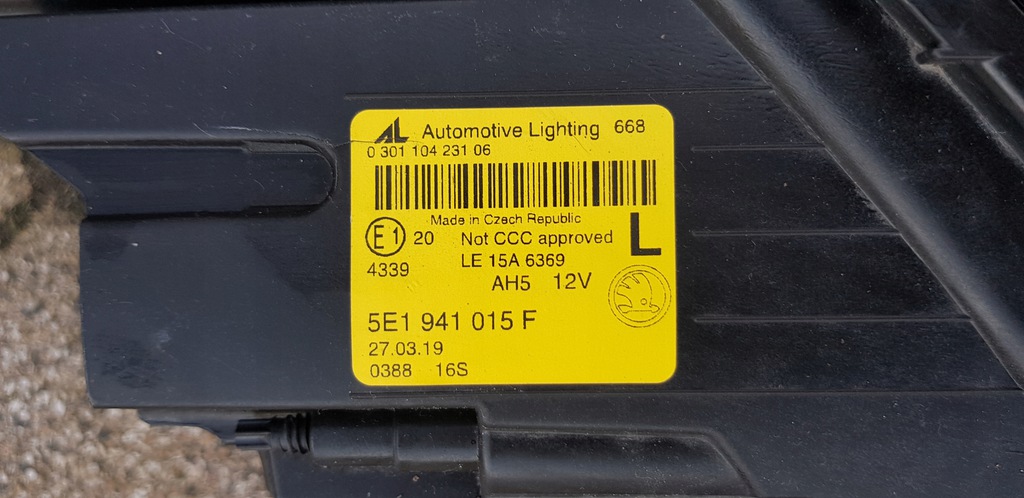 AL Automotive Lighting 668
0 301 104 231 06
Made in Czech Republic
E1 20 Not CCC approved L
4339 LE 15A 6369
AH5 12V
5E1 941 015 F
27.03.19
0388 16S